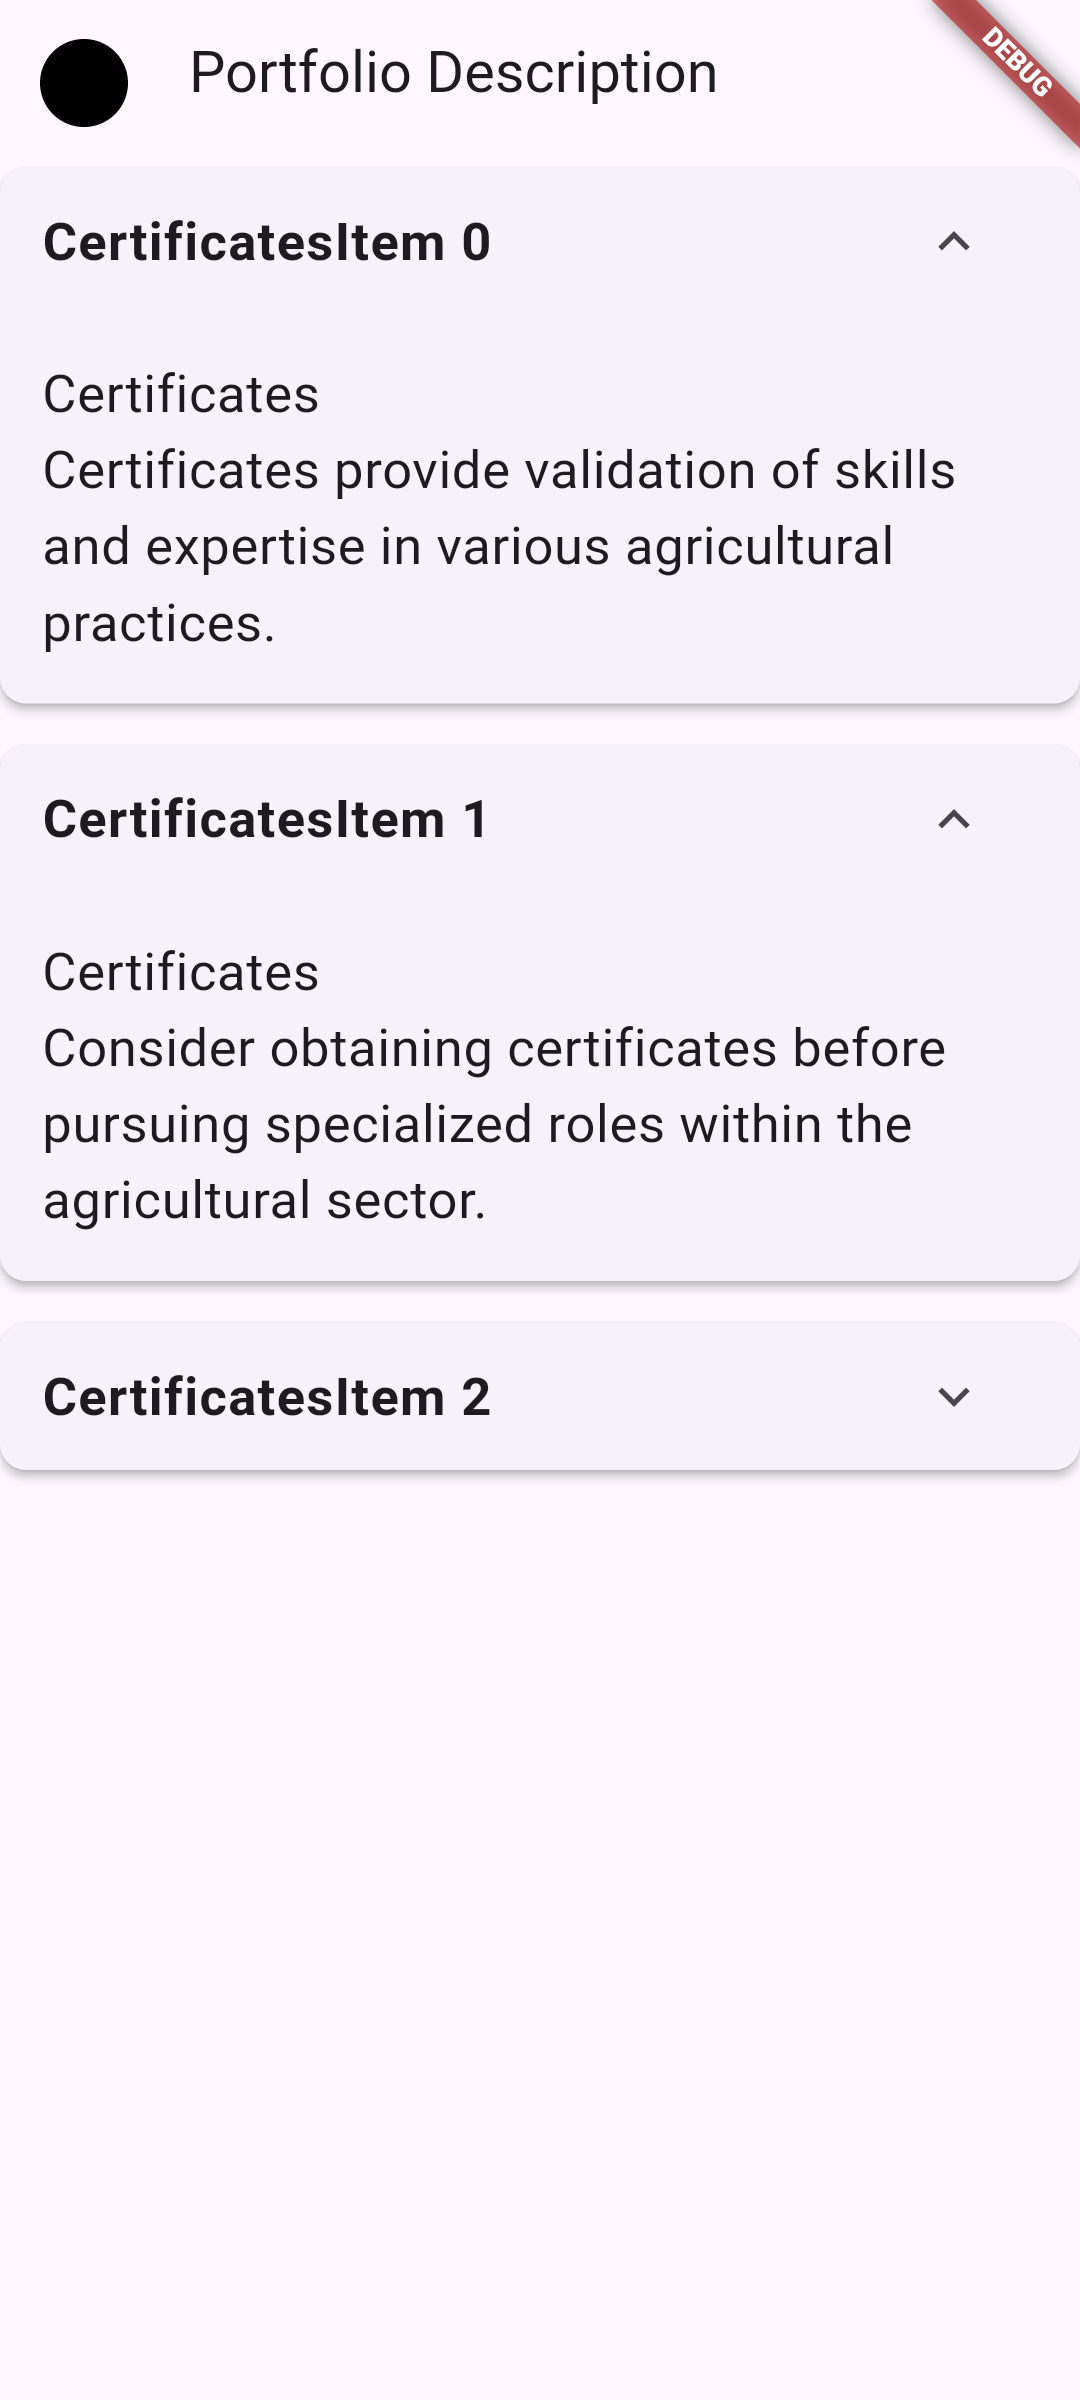 Portfolio Description
DEBUG
CertificatesItem 0
Certificates
Certificates provide validation of skills
and expertise in various agricultural
practices.
CertificatesItem 1
Certificates
Consider obtaining certificates before
pursuing specialized roles within the
agricultural sector.
CertificatesItem 2